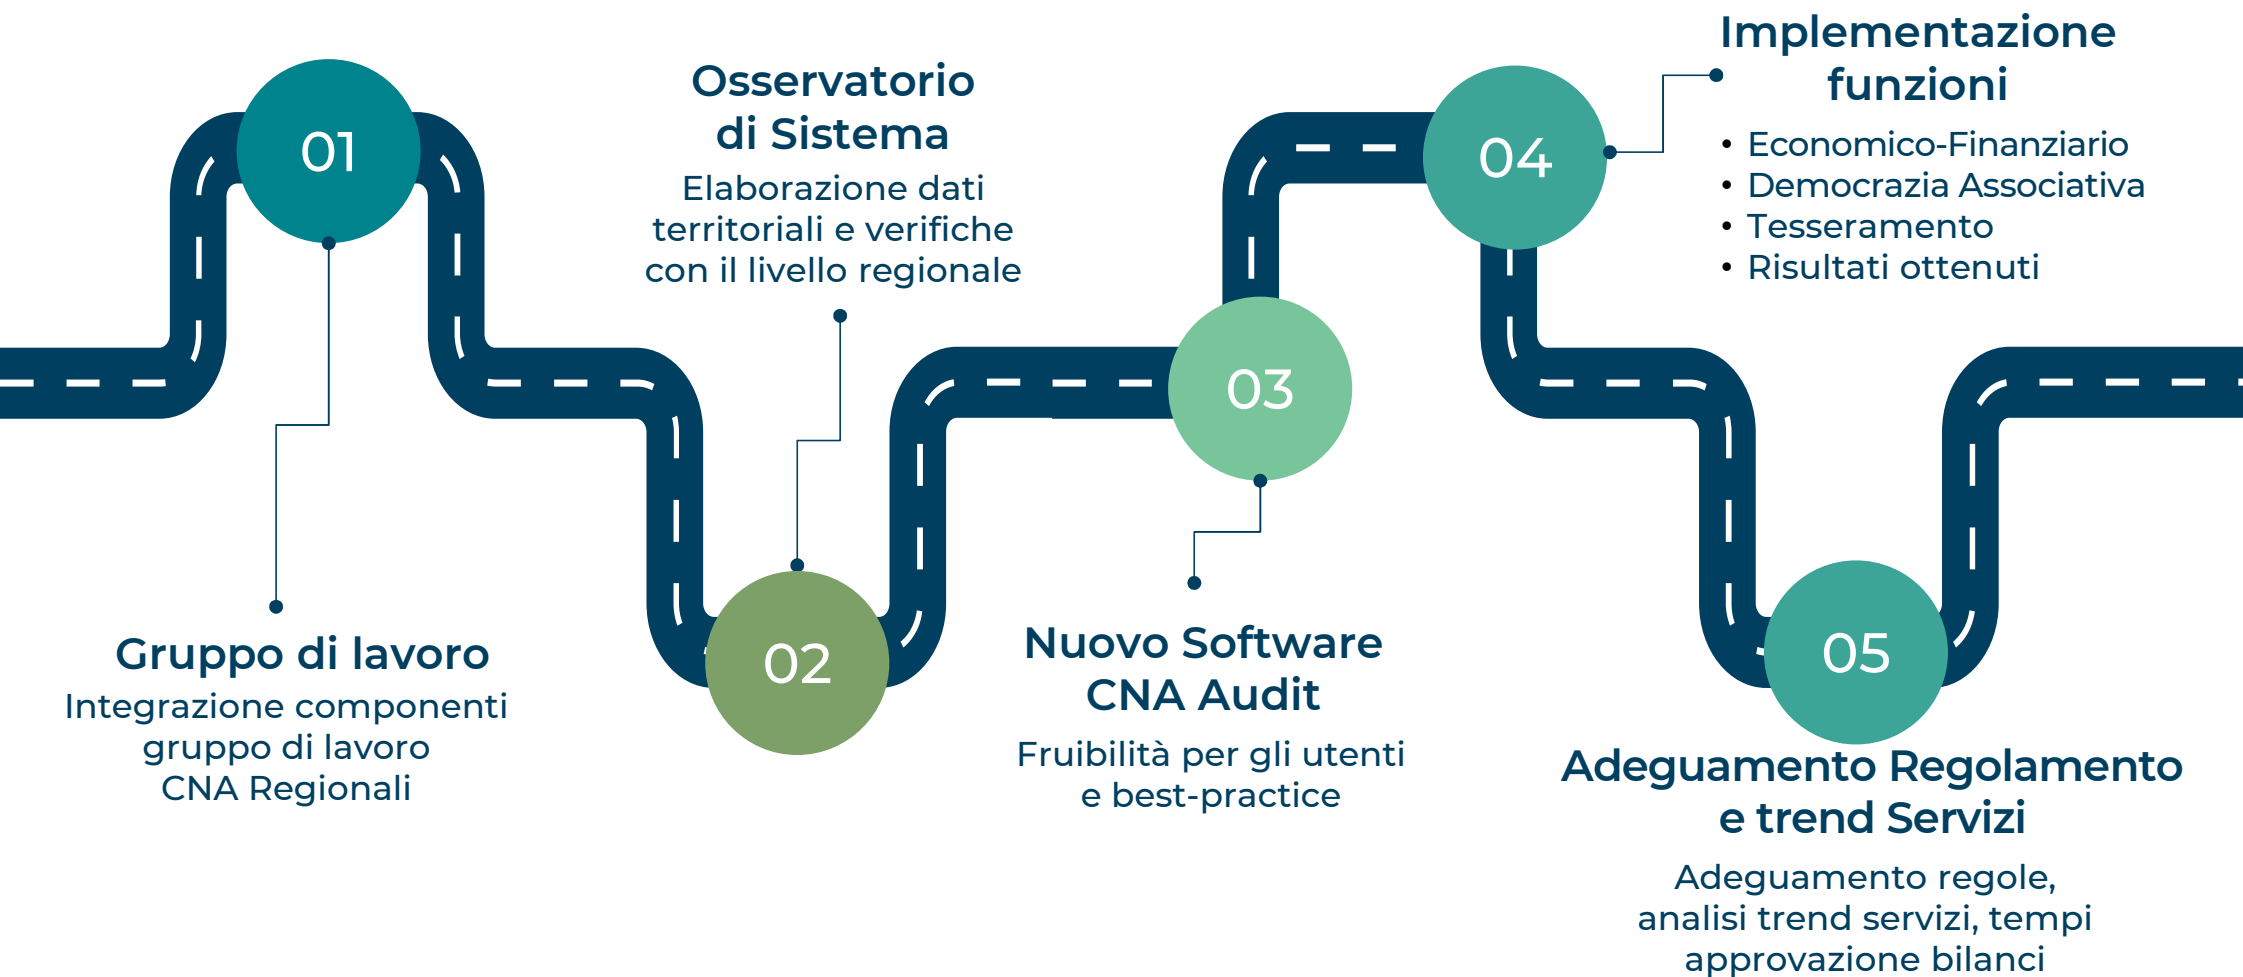 01
Gruppo di lavoro
Integrazione componenti
gruppo di lavoro
CNA Regionali
Osservatorio
di Sistema
Elaborazione dati
territoriali e verifiche
con il livello regionale
02
03
Nuovo Software
CNA Audit
Fruibilità per gli utenti
e best-practice
04
Implementazione
funzioni
• Economico-Finanziario
• Democrazia Associativa
• Tesseramento
• Risultati ottenuti
05
Adeguamento Regolamento
e trend Servizi
Adeguamento regole,
analisi trend servizi, tempi
approvazione bilanci